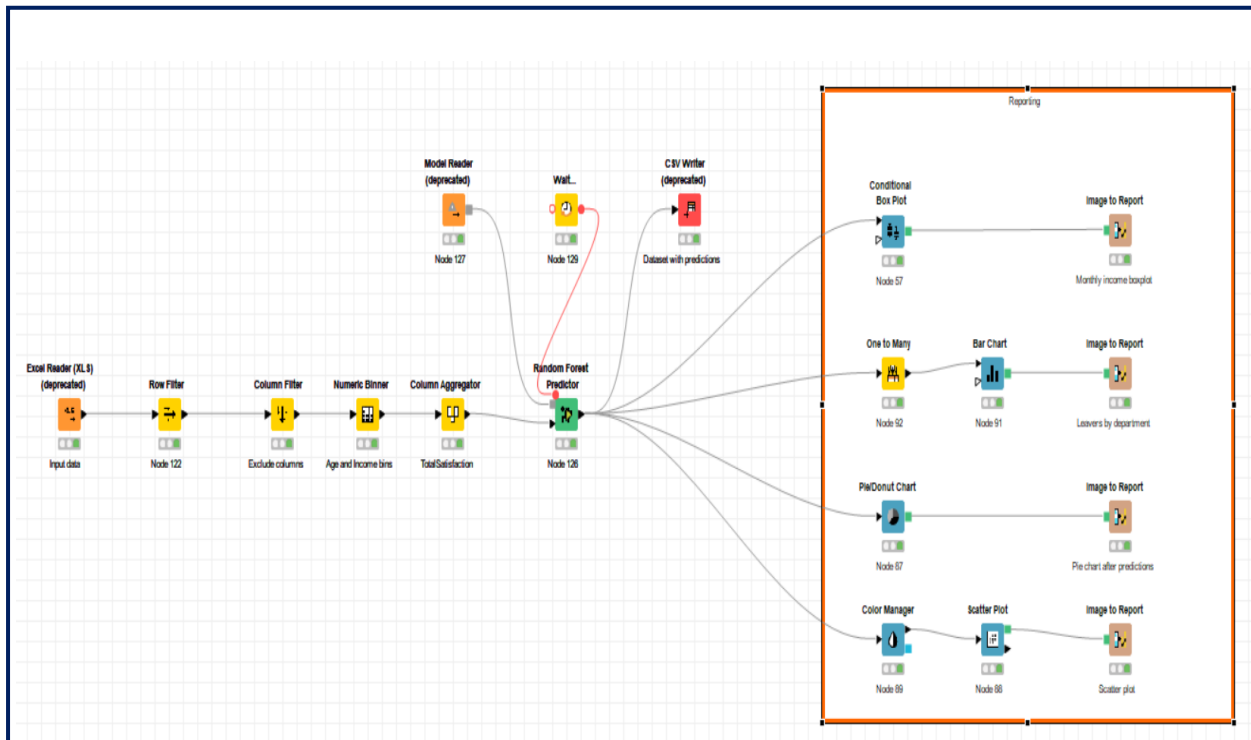 Reporting
Model Reader
(deprecated)
Node 127
Wait...
Node 129
CSV Writer
(deprecated)
Dataset with predictions
Conditional
Box Plot
Node 57
Image to Report
Monthly income boxplot
Excel Reader (XLS)
(deprecated)
Input data
Row Filter
Node 122
Column Filter
Exclude columns
Numeric Binner
Age and Income bins
Column Aggregator
TotalSatisfaction
Random Forest
Predictor
Node 126
One to Many
Node 92
Bar Chart
Node 91
Image to Report
Leavers by department
Pie/Donut Chart
Node 87
Image to Report
Pie chart after predictions
Color Manager
Node 89
Scatter Plot
Node 88
Image to Report
Scatter plot